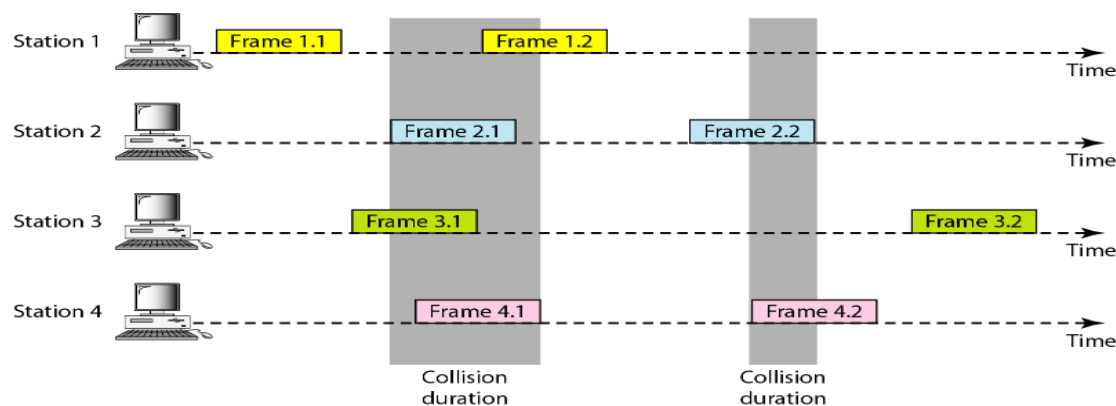 Station 1
Frame 1.1
Frame 1.2
Time
Station 2
Frame 2.1
Frame 2.2
Time
Station 3
Frame 3.1
Frame 3.2
Time
Station 4
Frame 4.1
Frame 4.2
Time
Collision
duration
Collision
duration